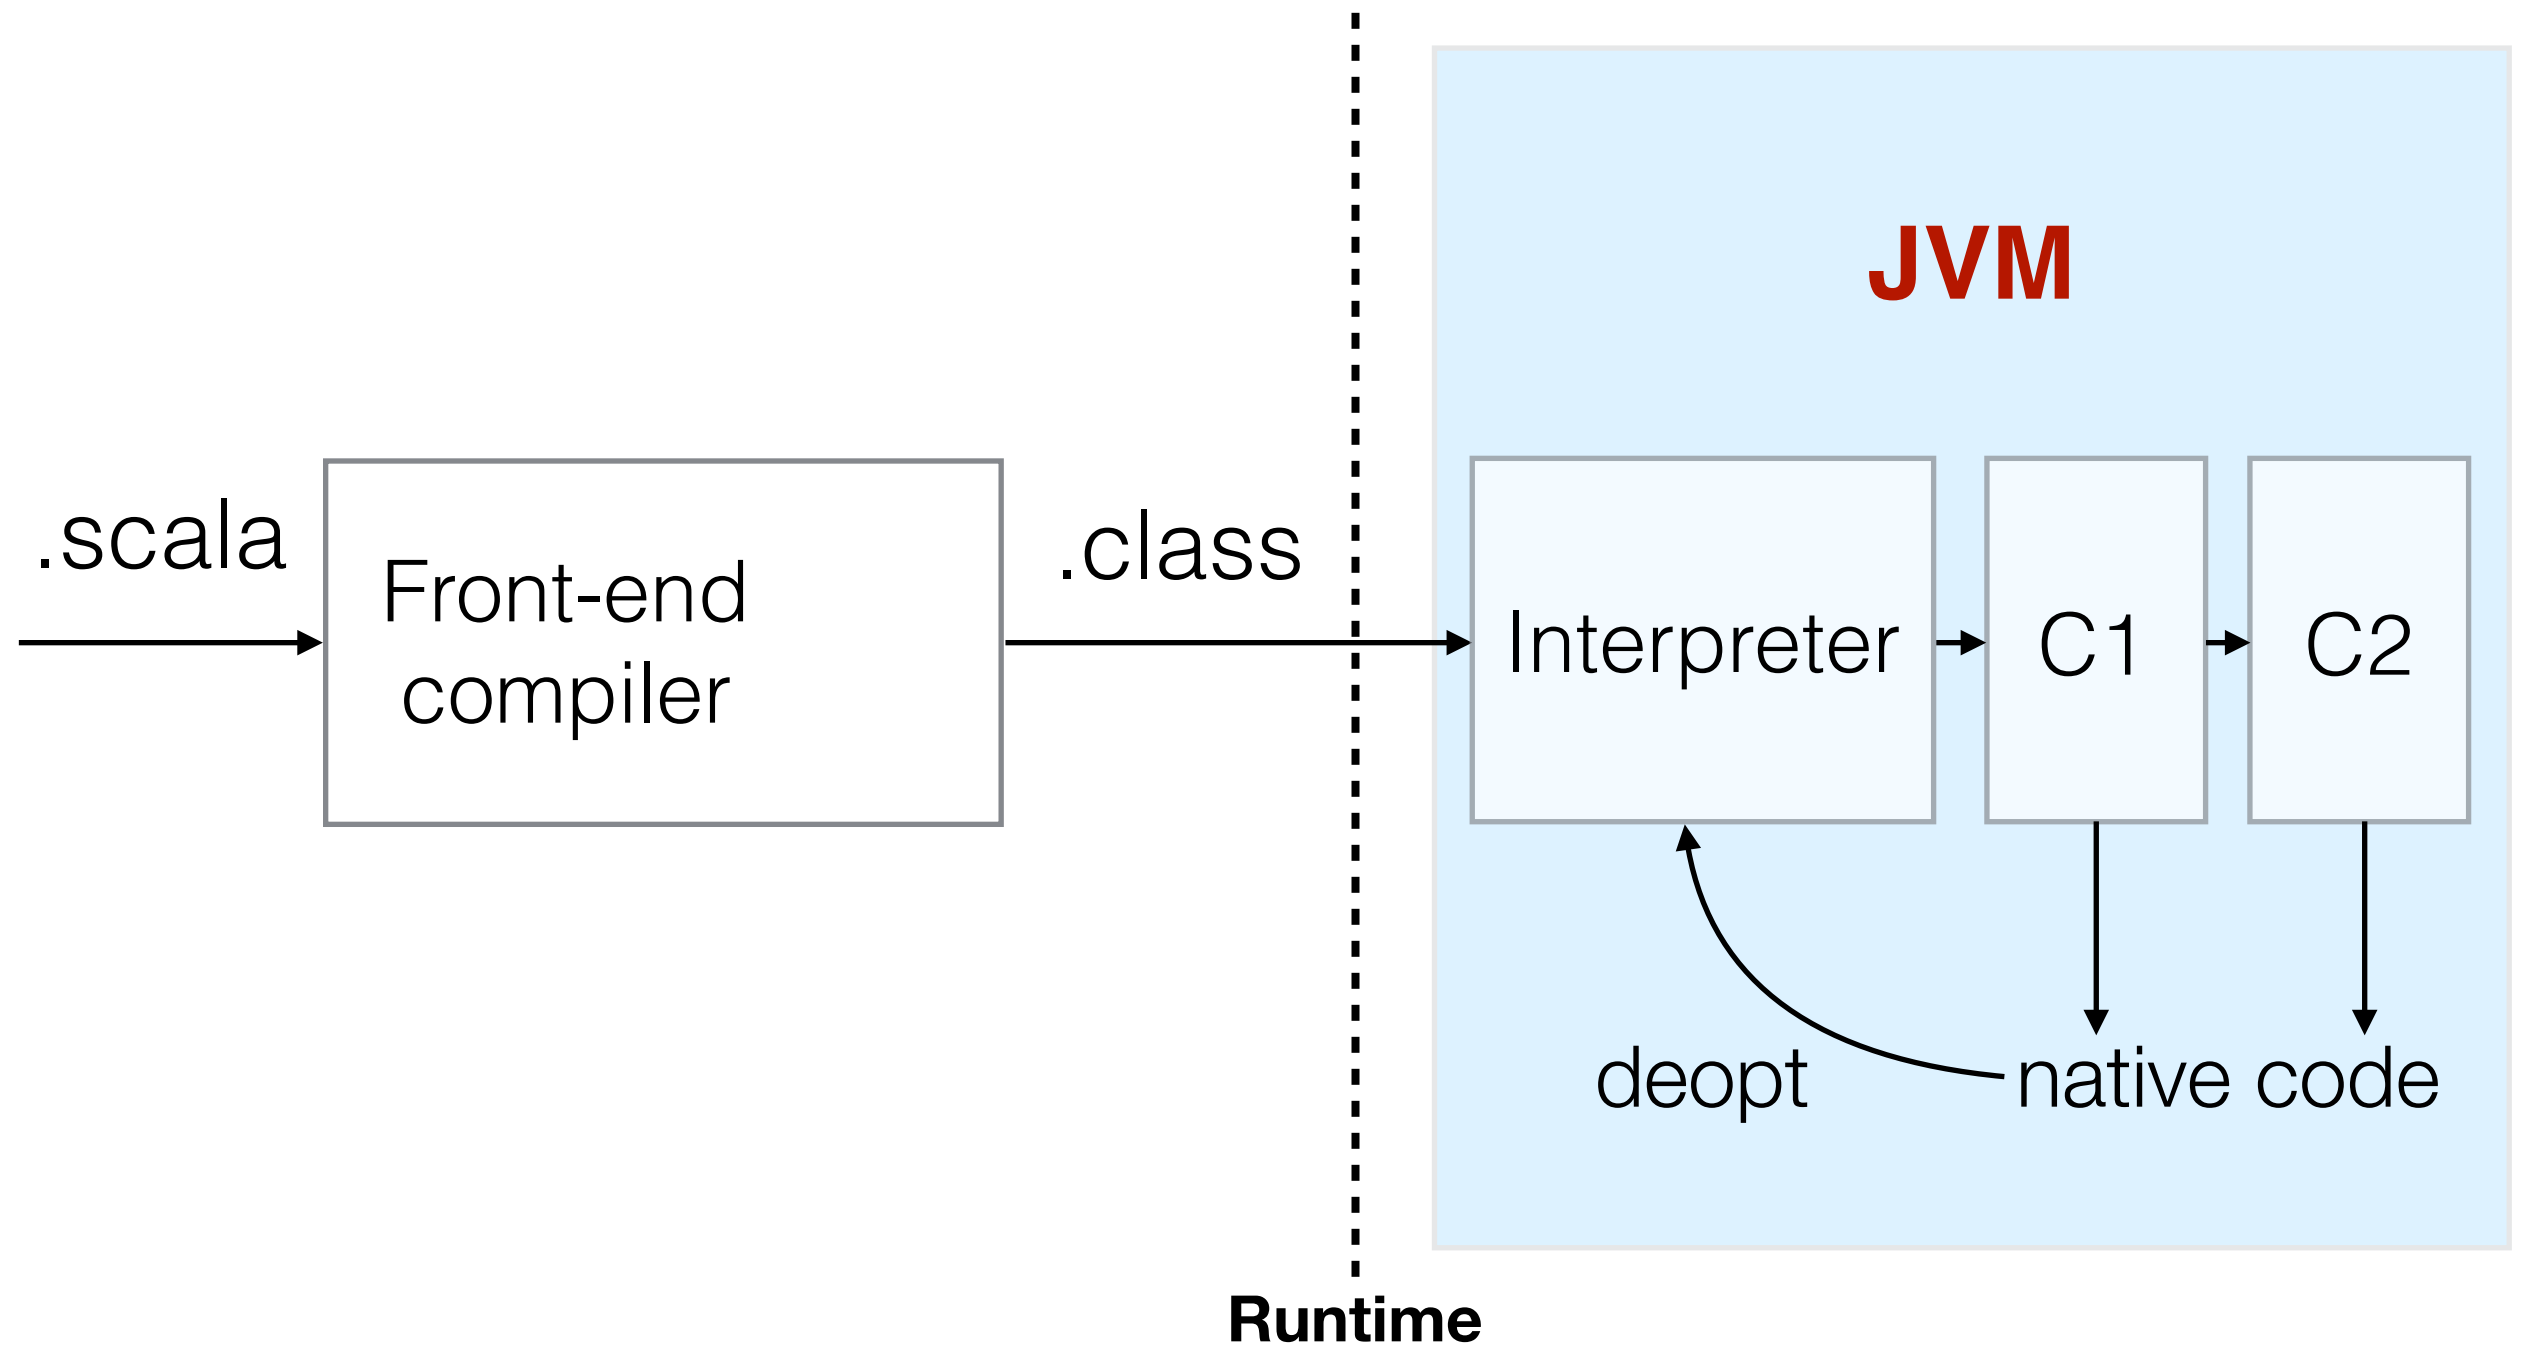 JVM
.scala
Front-end
compiler
.class
Interpreter
C1
C2
deopt
native code
Runtime